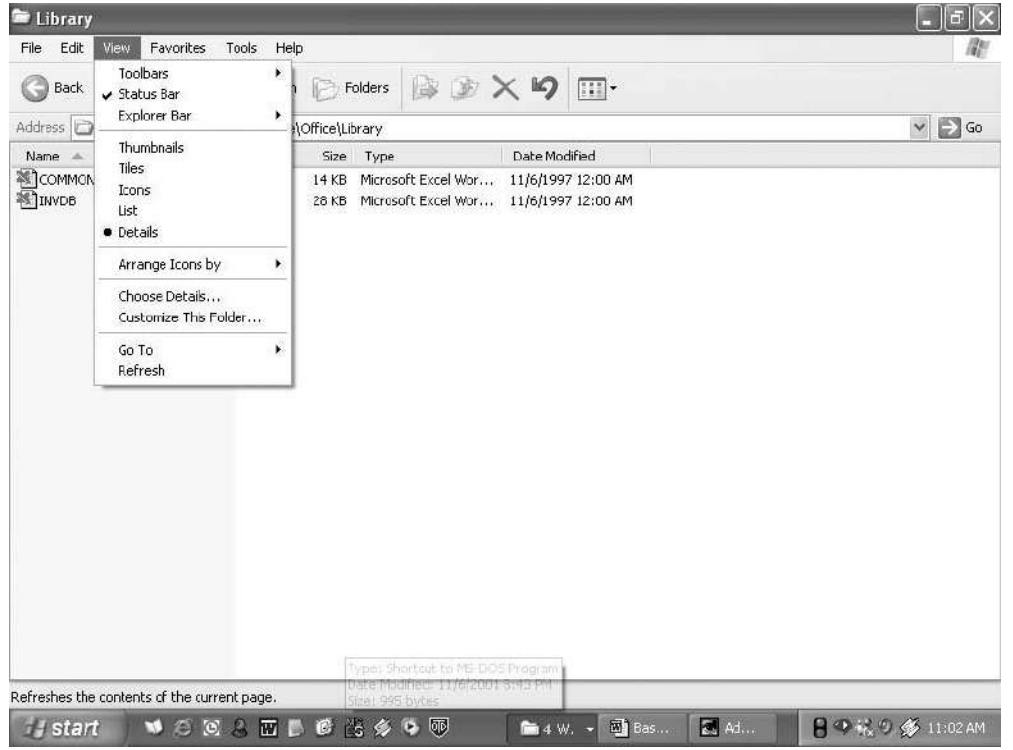 Library
File Edit View Favorites Tools Help
Back Folders
Address \Office\Library Go
Name Size Type Date Modified
COMMON 14 KB Microsoft Excel Wor... 11/6/1997 12:00 AM
INVDB 28 KB Microsoft Excel Wor... 11/6/1997 12:00 AM
Toolbars
Status Bar
Explorer Bar
Thumbnails
Tiles
Icons
List
Details
Arrange Icons by
Choose Details...
Customize This Folder...
Go To
Refresh
Type: Shortcut to MS-DOS Program
Date Modified: 11/6/2001 8:43 PM
Size: 995 bytes
Refreshes the contents of the current page.
start 4 W. Bas... Ad... 11:02 AM